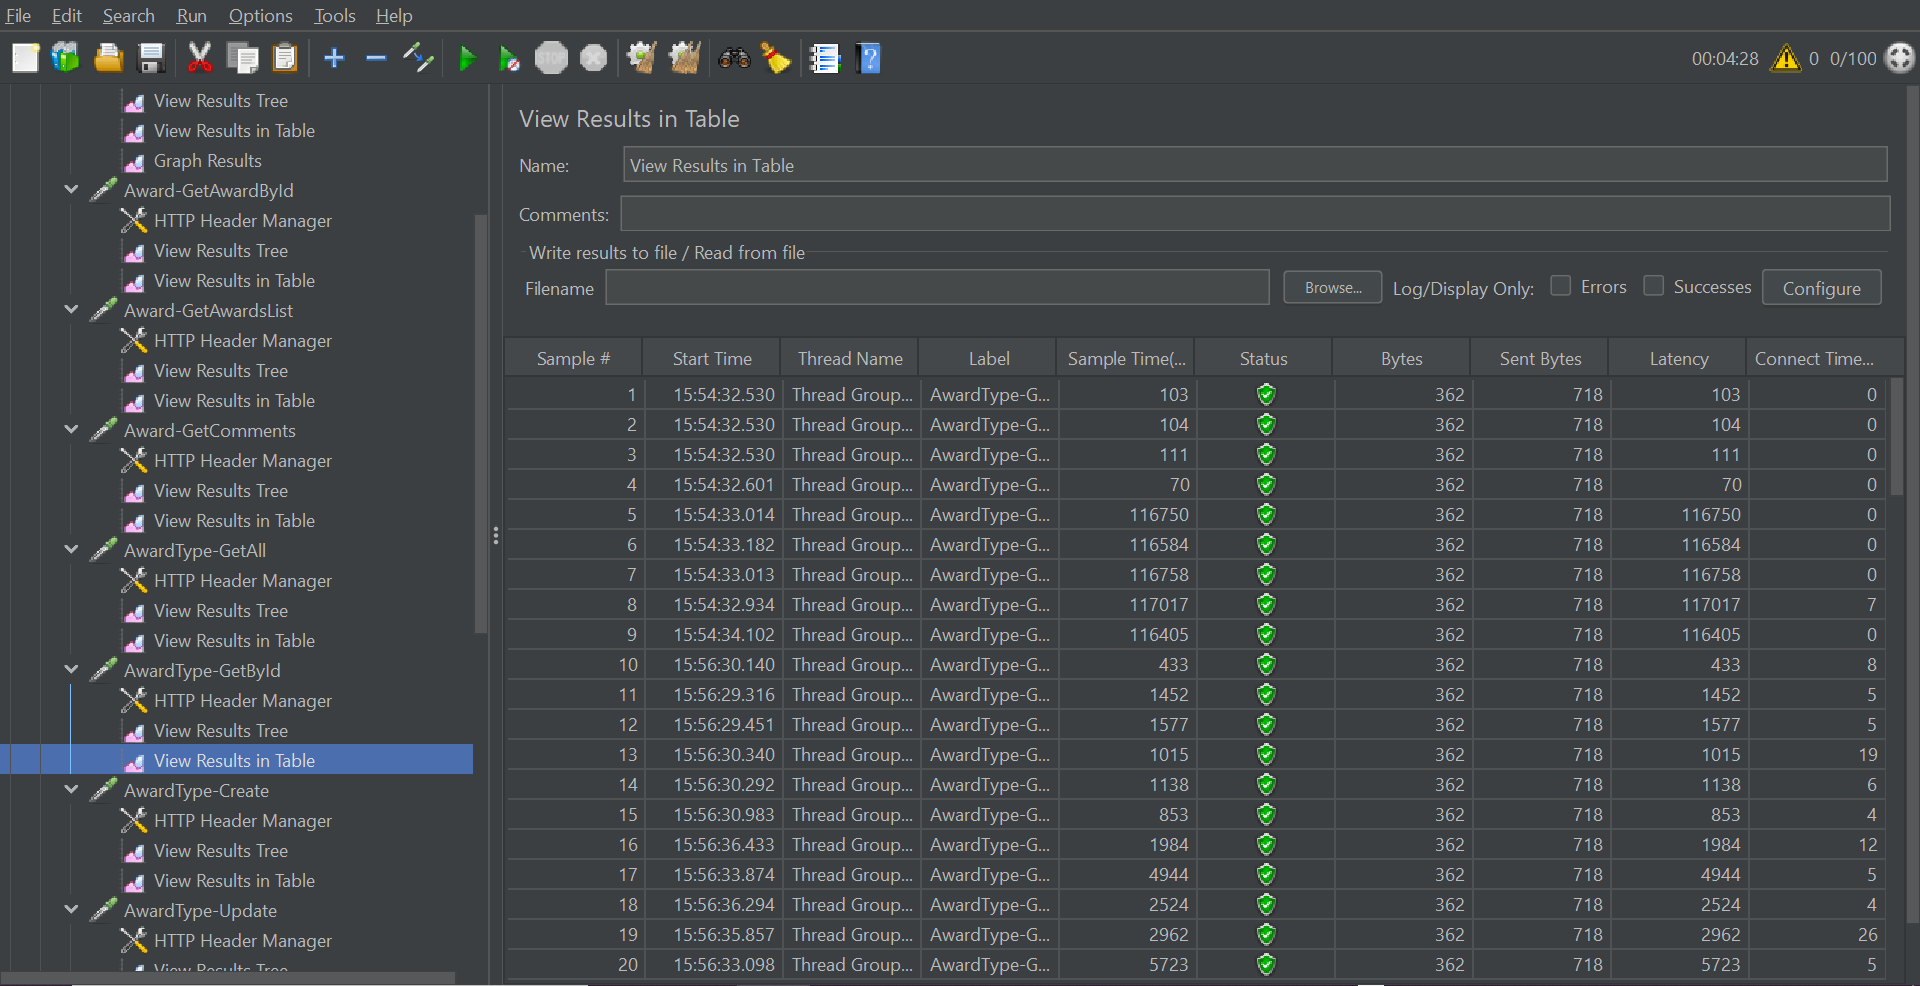 File Edit Search Run Options Tools Help
00:04:28 0 0/100
View Results Tree
View Results in Table
Graph Results
Award-GetAwardById
HTTP Header Manager
View Results Tree
View Results in Table
Award-GetAwardsList
HTTP Header Manager
View Results Tree
View Results in Table
Award-GetComments
HTTP Header Manager
View Results Tree
View Results in Table
AwardType-GetAll
HTTP Header Manager
View Results Tree
View Results in Table
AwardType-GetById
HTTP Header Manager
View Results Tree
View Results in Table
AwardType-Create
HTTP Header Manager
View Results Tree
View Results in Table
AwardType-Update
HTTP Header Manager
View Results Tree
View Results in Table
Name: View Results in Table
Comments:
Write results to file / Read from file
Filename Browse... Log/Display Only: Errors Successes Configure
Sample # Start Time Thread Name Label Sample Time(... Status Bytes Sent Bytes Latency Connect Time...
1 15:54:32.530 Thread Group... AwardType-G... 103 362 718 103 0
2 15:54:32.530 Thread Group... AwardType-G... 104 362 718 104 0
3 15:54:32.530 Thread Group... AwardType-G... 111 362 718 111 0
4 15:54:32.601 Thread Group... AwardType-G... 70 362 718 70 0
5 15:54:33.014 Thread Group... AwardType-G... 116750 362 718 116750 0
6 15:54:33.182 Thread Group... AwardType-G... 116584 362 718 116584 0
7 15:54:33.013 Thread Group... AwardType-G... 116758 362 718 116758 0
8 15:54:32.934 Thread Group... AwardType-G... 117017 362 718 117017 7
9 15:54:34.102 Thread Group... AwardType-G... 116405 362 718 116405 0
10 15:56:30.140 Thread Group... AwardType-G... 433 362 718 433 8
11 15:56:29.316 Thread Group... AwardType-G... 1452 362 718 1452 5
12 15:56:29.451 Thread Group... AwardType-G... 1577 362 718 1577 5
13 15:56:30.340 Thread Group... AwardType-G... 1015 362 718 1015 19
14 15:56:30.292 Thread Group... AwardType-G... 1138 362 718 1138 6
15 15:56:30.983 Thread Group... AwardType-G... 853 362 718 853 4
16 15:56:36.433 Thread Group... AwardType-G... 1984 362 718 1984 12
17 15:56:33.874 Thread Group... AwardType-G... 4944 362 718 4944 5
18 15:56:36.294 Thread Group... AwardType-G... 2524 362 718 2524 4
19 15:56:35.857 Thread Group... AwardType-G... 2962 362 718 2962 26
20 15:56:33.098 Thread Group... AwardType-G... 5723 362 718 5723 5